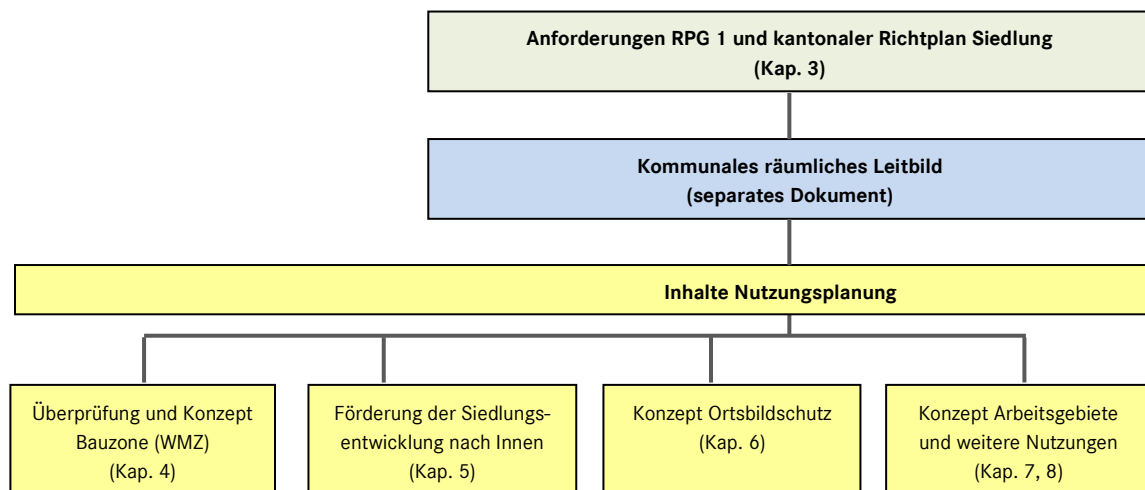 Anforderungen RPG 1 und kantonaler Richtplan Siedlung
(Kap. 3)
Kommunales räumliches Leitbild
(separates Dokument)
Inhalte Nutzungsplanung
Überprüfung und Konzept
Bauzone (WMZ)
(Kap. 4)
Förderung der Siedlungs-
entwicklung nach Innen
(Kap. 5)
Konzept Ortsbildschutz
(Kap. 6)
Konzept Arbeitsgebiete
und weitere Nutzungen
(Kap. 7, 8)